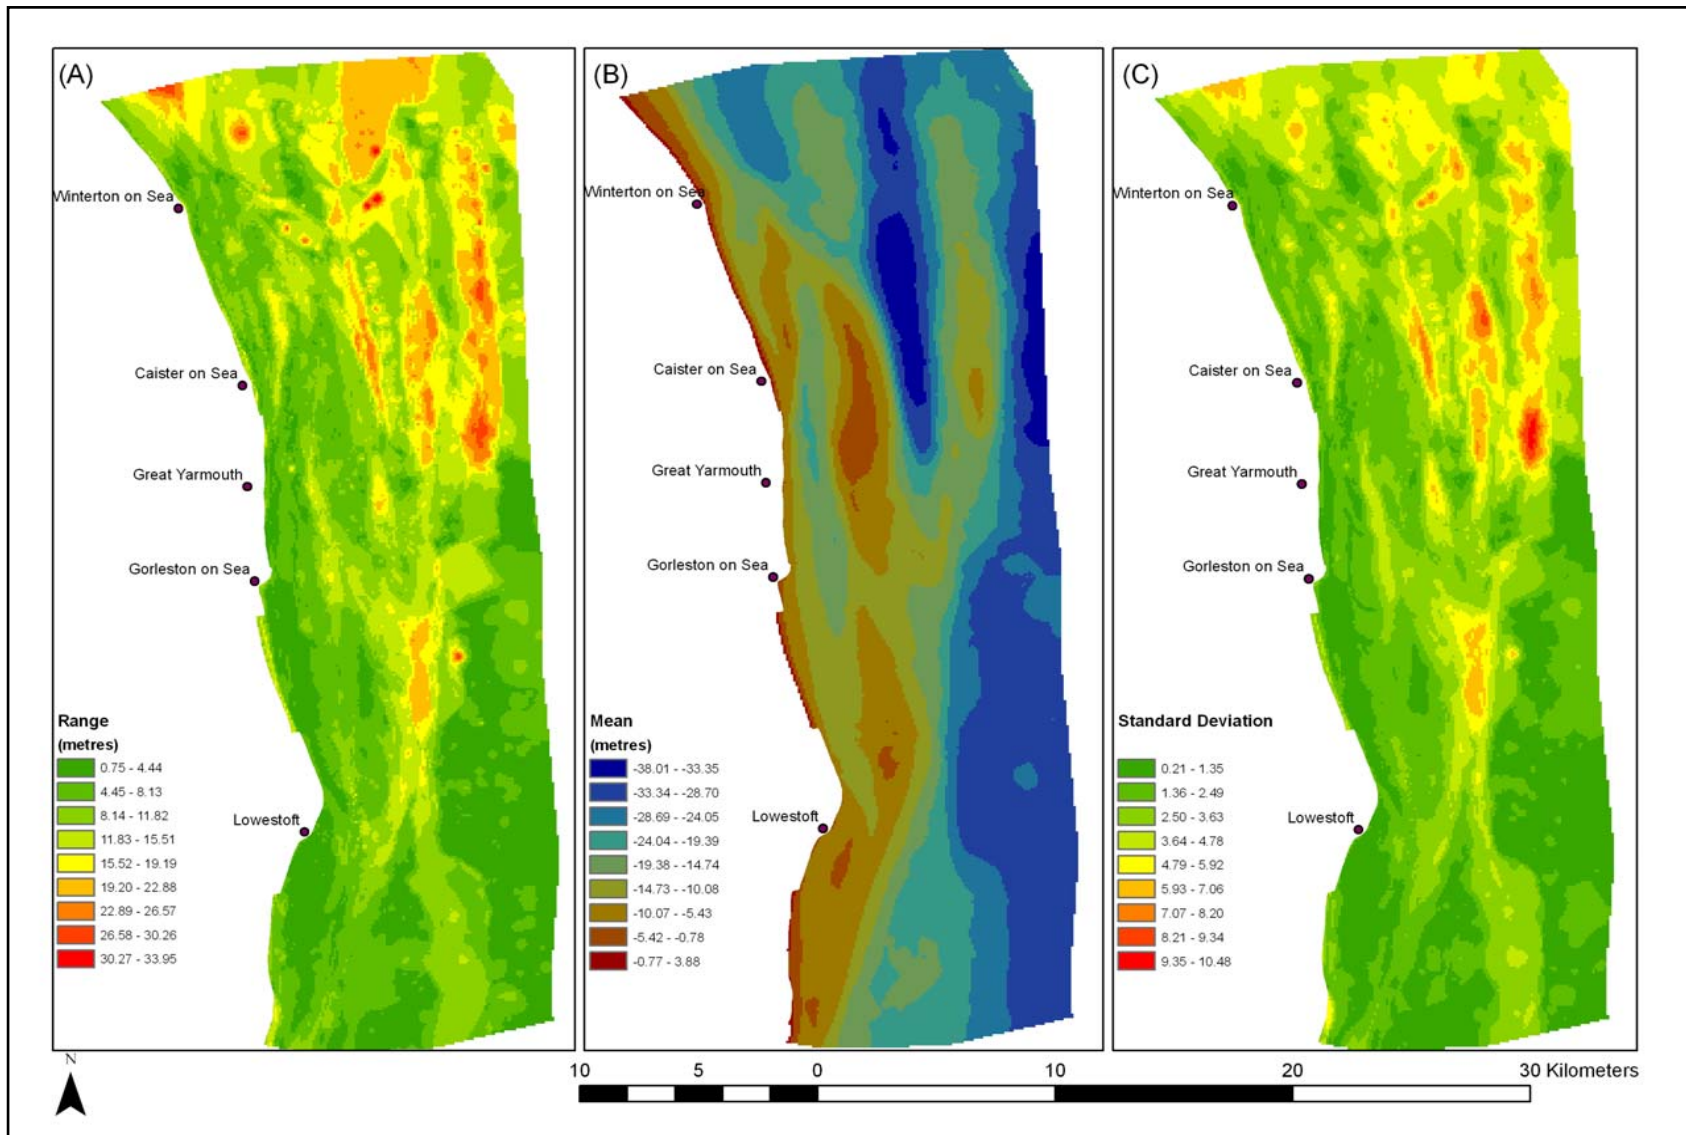 (A)
Winterton on Sea
Caister on Sea
Great Yarmouth
Gorleston on Sea
Lowestoft
Range
(metres)
0.75 - 4.44
4.45 - 8.13
8.14 - 11.82
11.83 - 15.51
15.52 - 19.19
19.20 - 22.88
22.89 - 26.57
26.58 - 30.26
30.27 - 33.95
(B)
Winterton on Sea
Caister on Sea
Great Yarmouth
Gorleston on Sea
Lowestoft
Mean
(metres)
-38.01 - -33.35
-33.34 - -28.70
-28.69 - -24.05
-24.04 - -19.39
-19.38 - -14.74
-14.73 - -10.08
-10.07 - -5.43
-5.42 - -0.78
-0.77 - 3.88
(C)
Winterton on Sea
Caister on Sea
Great Yarmouth
Gorleston on Sea
Lowestoft
Standard Deviation
0.21 - 1.35
1.36 - 2.49
2.50 - 3.63
3.64 - 4.78
4.79 - 5.92
5.93 - 7.06
7.07 - 8.20
8.21 - 9.34
9.35 - 10.48
N
10 5 0 10 20 30 Kilometers